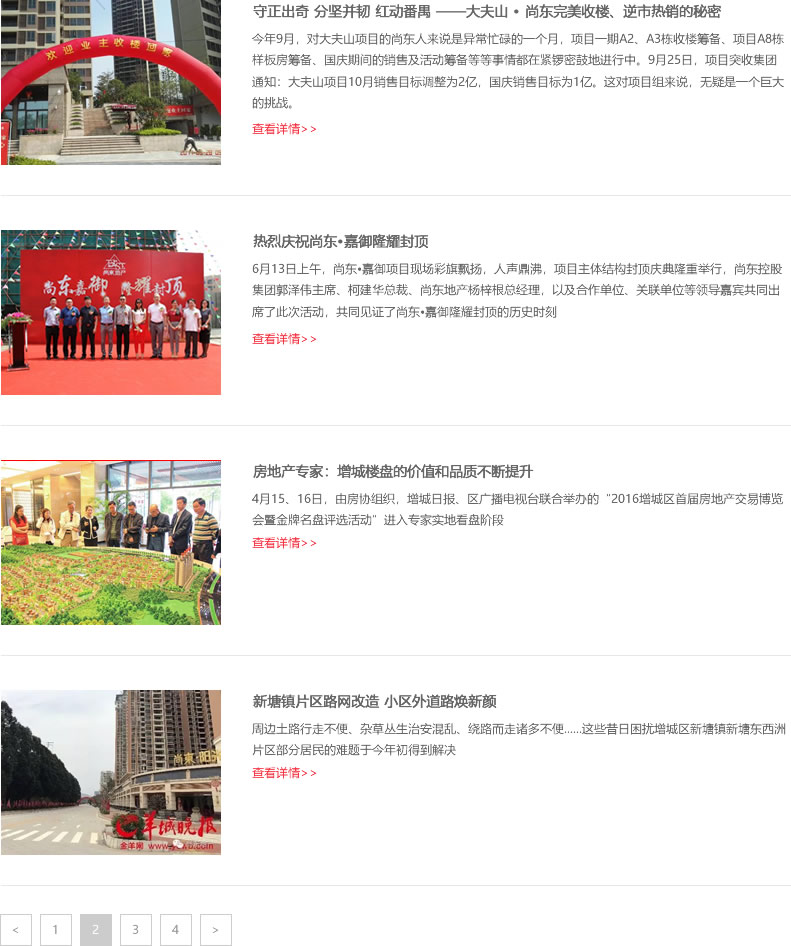 欢迎业主收楼回家
守正出奇 分坚并韧 红动番禺 ——大夫山 • 尚东完美收楼、逆市热销的秘密
今年9月，对大夫山项目的尚东人来说是异常忙碌的一个月，项目一期A2、A3栋收楼筹备、项目A8栋
样板房筹备、国庆期间的销售及活动筹备等等事情都在紧锣密鼓地进行中。9月25日，项目突收集团
通知：大夫山项目10月销售目标调整为2亿，国庆销售目标为1亿。这对项目组来说，无疑是一个巨大
的挑战。
查看详情>>
尚东嘉御 隆耀封顶
热烈庆祝尚东•嘉御隆耀封顶
6月13日上午，尚东•嘉御项目现场彩旗飘扬，人声鼎沸，项目主体结构封顶庆典隆重举行，尚东控股
集团郭泽伟主席、柯建华总裁、尚东地产杨梓根总经理，以及合作单位、关联单位等领导嘉宾共同出
席了此次活动，共同见证了尚东•嘉御隆耀封顶的历史时刻
查看详情>>
房地产专家：增城楼盘的价值和品质不断提升
4月15、16日，由房协组织，增城日报、区广播电视台联合举办的“2016增城区首届房地产交易博览
会暨金牌名盘评选活动”进入专家实地看盘阶段
查看详情>>
新塘镇片区路网改造 小区外道路焕新颜
周边土路行走不便、杂草丛生治安混乱、绕路而走诸多不便......这些昔日困扰增城区新塘镇新塘东西洲
片区部分居民的难题于今年初得到解决
查看详情>>
尚東·阳光
羊城晚报
金羊网
< 1 2 3 4 >